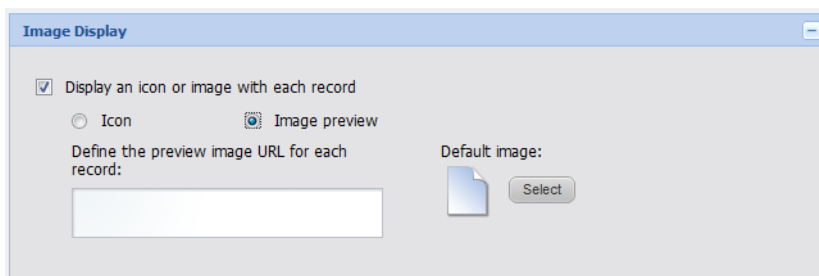 Image Display
Display an icon or image with each record
Icon
Image preview
Define the preview image URL for each
record:
Default image:
Select